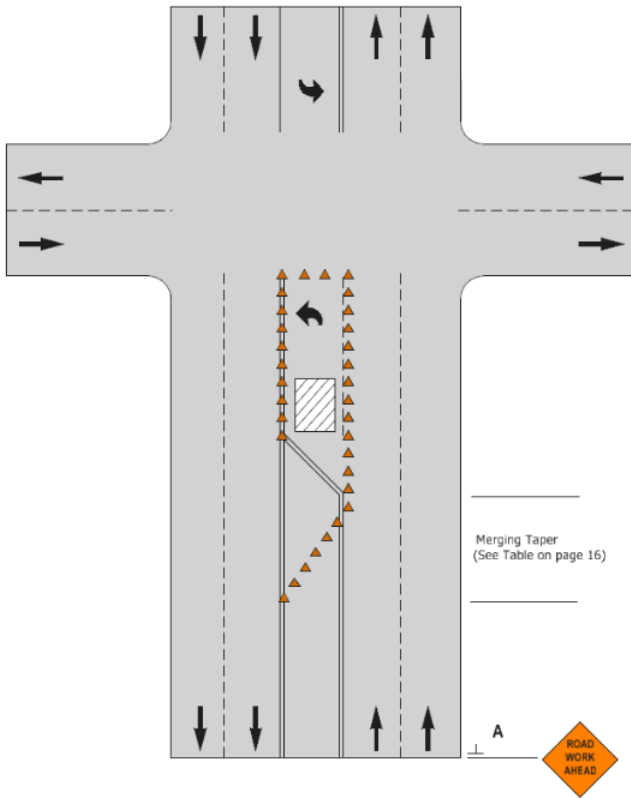 Merging Taper
(See Table on page 16)
A
ROAD
WORK
AHEAD